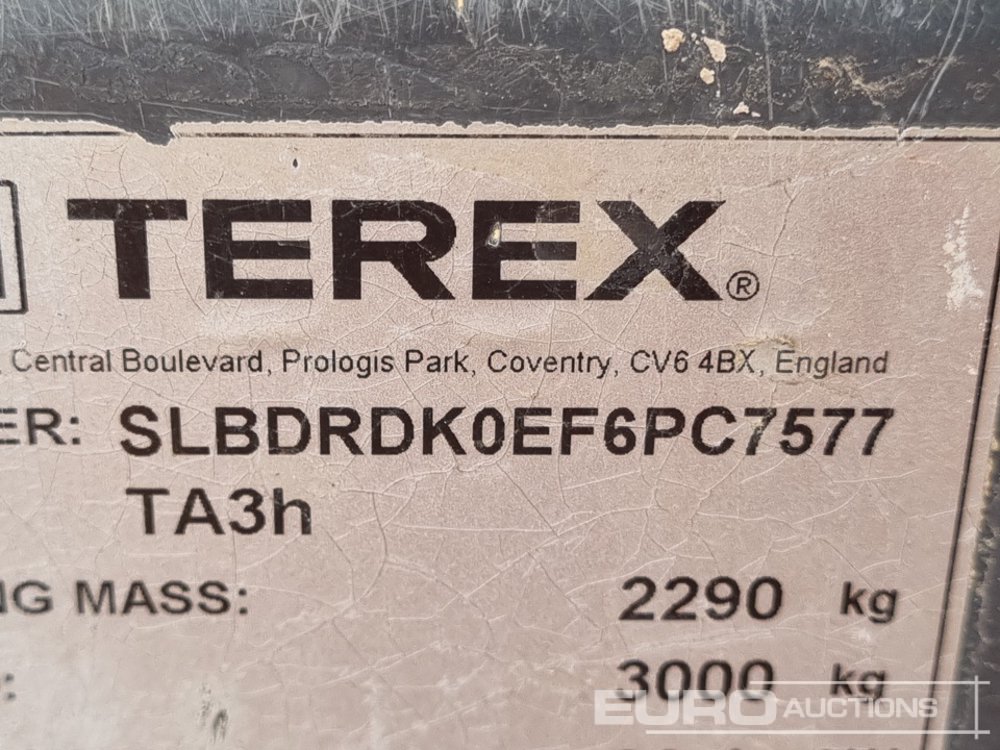 TEREX®
Central Boulevard, Prologis Park, Coventry, CV6 4BX, England
ER: SLBDRDK0EF6PC7577
TA3h
NG MASS: 2290 kg
: 3000 kg
EURO AUCTIONS